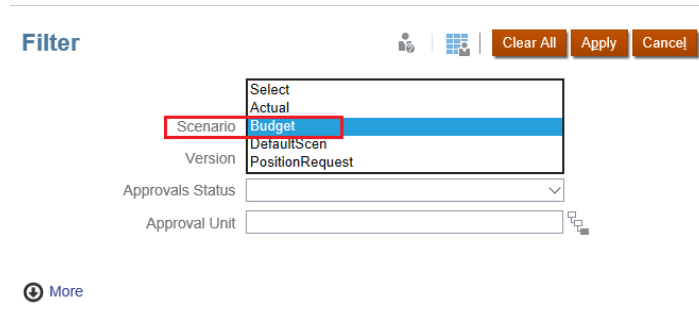 Filter
Clear All Apply Cancel
Select
Actual
Scenario Budget
DefaultScen
Version PositionRequest
Approvals Status
Approval Unit
More